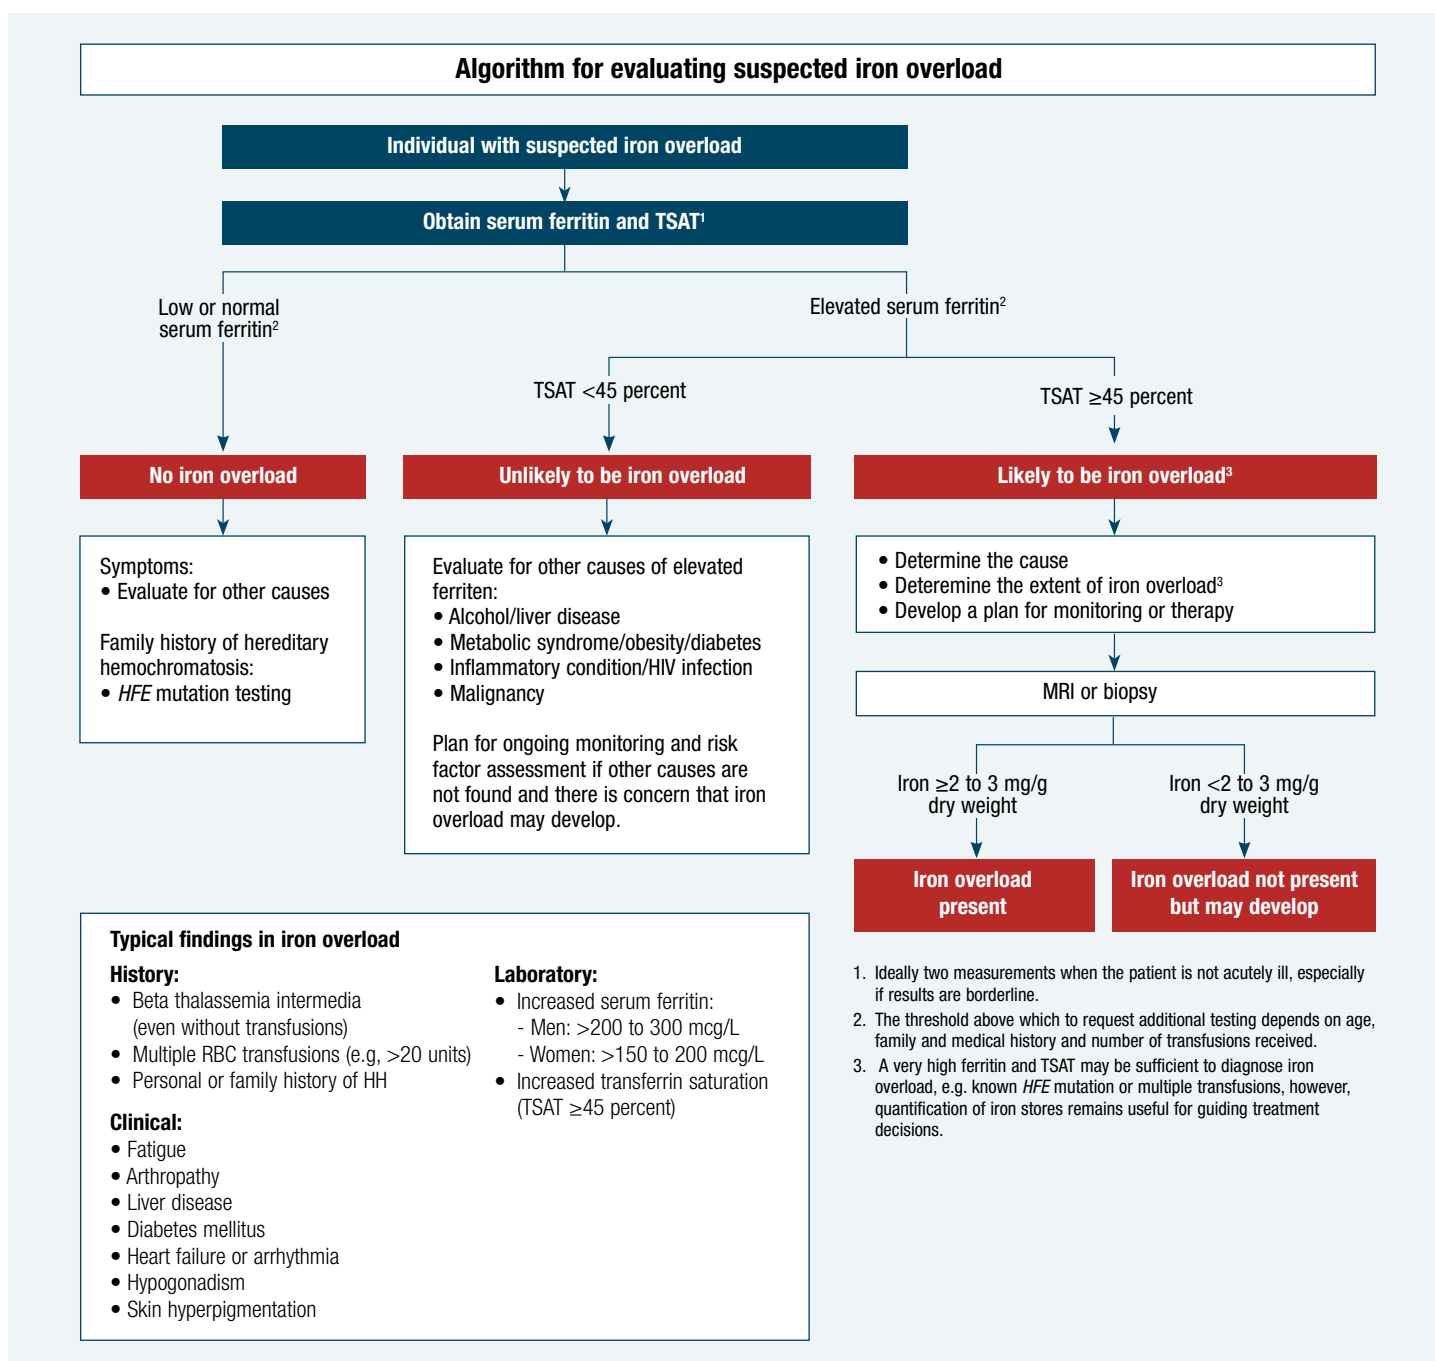 Algorithm for evaluating suspected iron overload
Individual with suspected iron overload
Obtain serum ferritin and TSAT¹
Low or normal
serum ferritin²
Elevated serum ferritin²
TSAT <45 percent
TSAT ≥45 percent
No iron overload
Unlikely to be iron overload
Likely to be iron overload³
Symptoms:
• Evaluate for other causes
Family history of hereditary
hemochromatosis:
• HFE mutation testing
Evaluate for other causes of elevated
ferriten:
• Alcohol/liver disease
• Metabolic syndrome/obesity/diabetes
• Inflammatory condition/HIV infection
• Malignancy
Plan for ongoing monitoring and risk
factor assessment if other causes are
not found and there is concern that iron
overload may develop.
• Determine the cause
• Deteremine the extent of iron overload³
• Develop a plan for monitoring or therapy
MRI or biopsy
Iron ≥2 to 3 mg/g
dry weight
Iron <2 to 3 mg/g
dry weight
Iron overload
present
Iron overload not present
but may develop
Typical findings in iron overload
History:
• Beta thalassemia intermedia
(even without transfusions)
• Multiple RBC transfusions (e.g, >20 units)
• Personal or family history of HH
Clinical:
• Fatigue
• Arthropathy
• Liver disease
• Diabetes mellitus
• Heart failure or arrhythmia
• Hypogonadism
• Skin hyperpigmentation
Laboratory:
• Increased serum ferritin:
- Men: >200 to 300 mcg/L
- Women: >150 to 200 mcg/L
• Increased transferrin saturation
(TSAT ≥45 percent)
1. Ideally two measurements when the patient is not acutely ill, especially
if results are borderline.
2. The threshold above which to request additional testing depends on age,
family and medical history and number of transfusions received.
3. A very high ferritin and TSAT may be sufficient to diagnose iron
overload, e.g. known HFE mutation or multiple transfusions, however,
quantification of iron stores remains useful for guiding treatment
decisions.